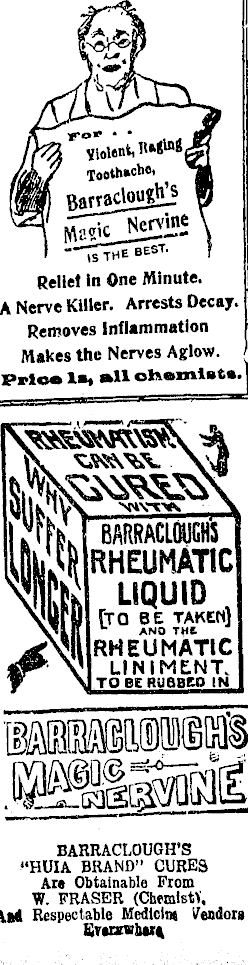 For . .
Violent, Raging
Toothache,
Barraclough's
Magic Nervine
IS THE BEST.
Relief in One Minute.
A Nerve Killer. Arrests Decay.
Removes Inflammation
Makes the Nerves Aglow.
Price 1s, all chemists.
RHEUMATISM
CAN BE
CURED
WITH
WHY
SUFFER
LONGER
BARRACLOUGH'S
RHEUMATIC
LIQUID
[TO BE TAKEN]
AND THE
RHEUMATIC
LINIMENT
TO BE RUBBED IN
BARRACLOUGH'S
MAGIC
NERVINE
BARRACLOUGH'S
"HUIA BRAND" CURES
Are Obtainable From
W. FRASER (Chemist),
And Respectable Medicine Vendors
Everywhere